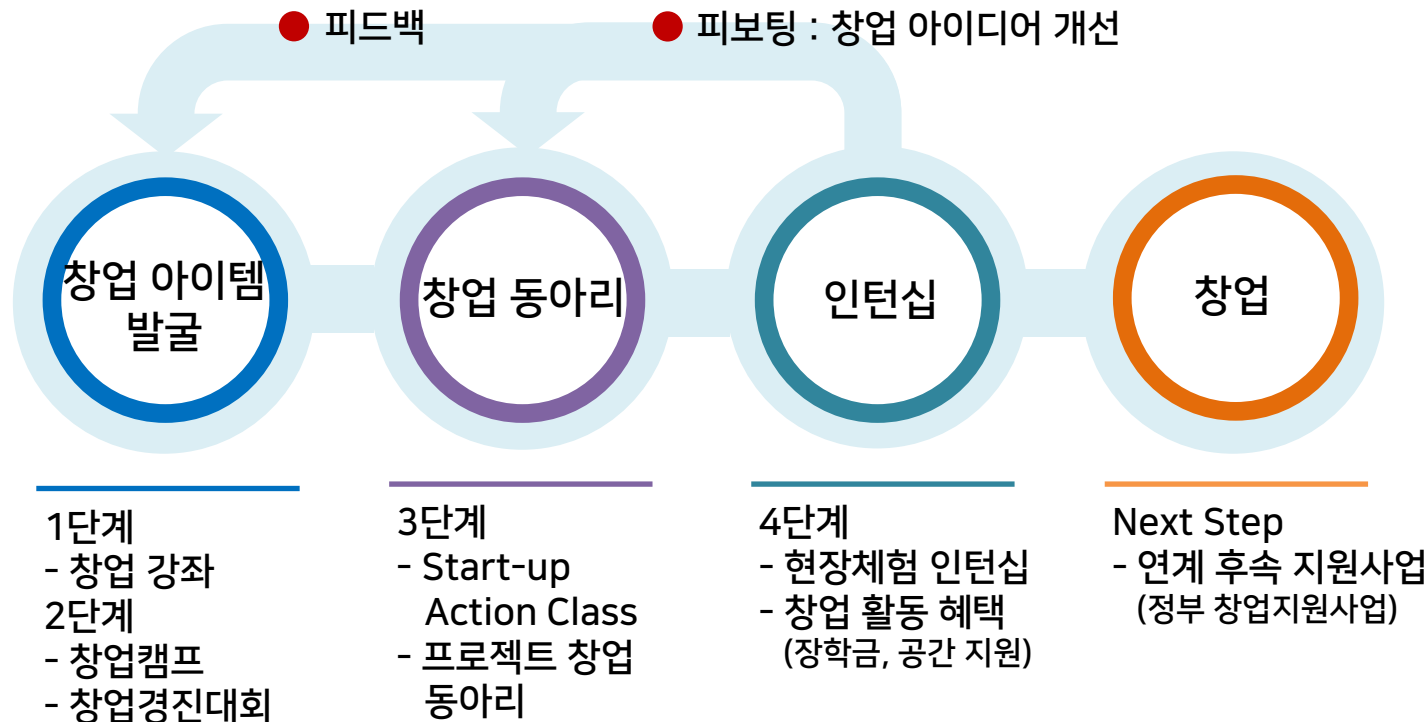 피드백
피보팅 : 창업 아이디어 개선
창업 아이템
발굴
창업 동아리
인턴십
창업
1단계
- 창업 강좌
2단계
- 창업캠프
- 창업경진대회
3단계
- Start-up
Action Class
- 프로젝트 창업
동아리
4단계
- 현장체험 인턴십
- 창업 활동 혜택
(장학금, 공간 지원)
Next Step
- 연계 후속 지원사업
(정부 창업지원사업)